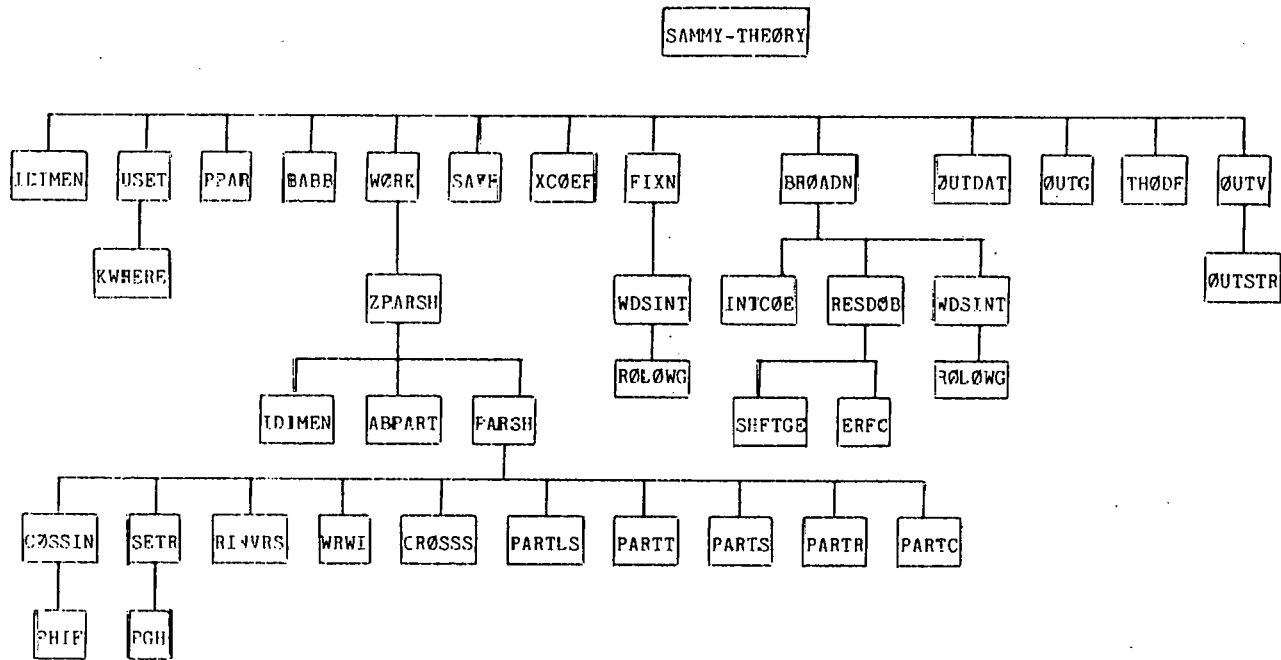 SAMMY-THEØRY
IDIMEN USET PPAR BABB WØRK SAVE XCØEF FIXN BRØADN ØUTDAT ØUTG THØDF ØUTV
KWHERE ZPARSH WDSINT INTCØE RESDØB WDSINT ØUTSTR
RØLØWG RØLØWG
IDIMEN ABPART PARSH SHFTGE ERFC
CØSSIN SETR RINVRS WRWI CRØSSS PARTLS PARTT PARTS PARTR PARTC
PHIF PGH